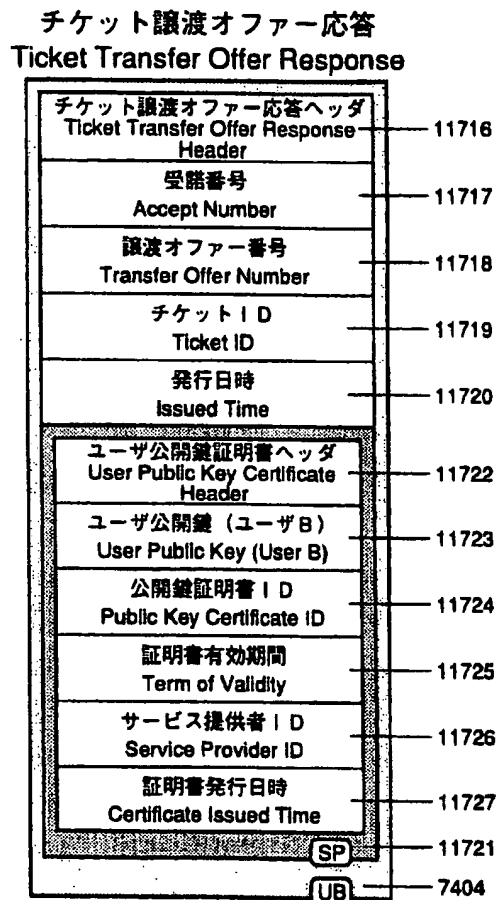 チケット譲渡オファー応答
Ticket Transfer Offer Response
チケット譲渡オファー応答ヘッダ
Ticket Transfer Offer Response
Header
11716
受諾番号
Accept Number
11717
譲渡オファー番号
Transfer Offer Number
11718
チケットID
Ticket ID
11719
発行日時
Issued Time
11720
ユーザ公開鍵証明書ヘッダ
User Public Key Certificate
Header
11722
ユーザ公開鍵（ユーザB）
User Public Key (User B)
11723
公開鍵証明書ID
Public Key Certificate ID
11724
証明書有効期間
Term of Validity
11725
サービス提供者ID
Service Provider ID
11726
証明書発行日時
Certificate Issued Time
11727
SP
11721
UB
7404